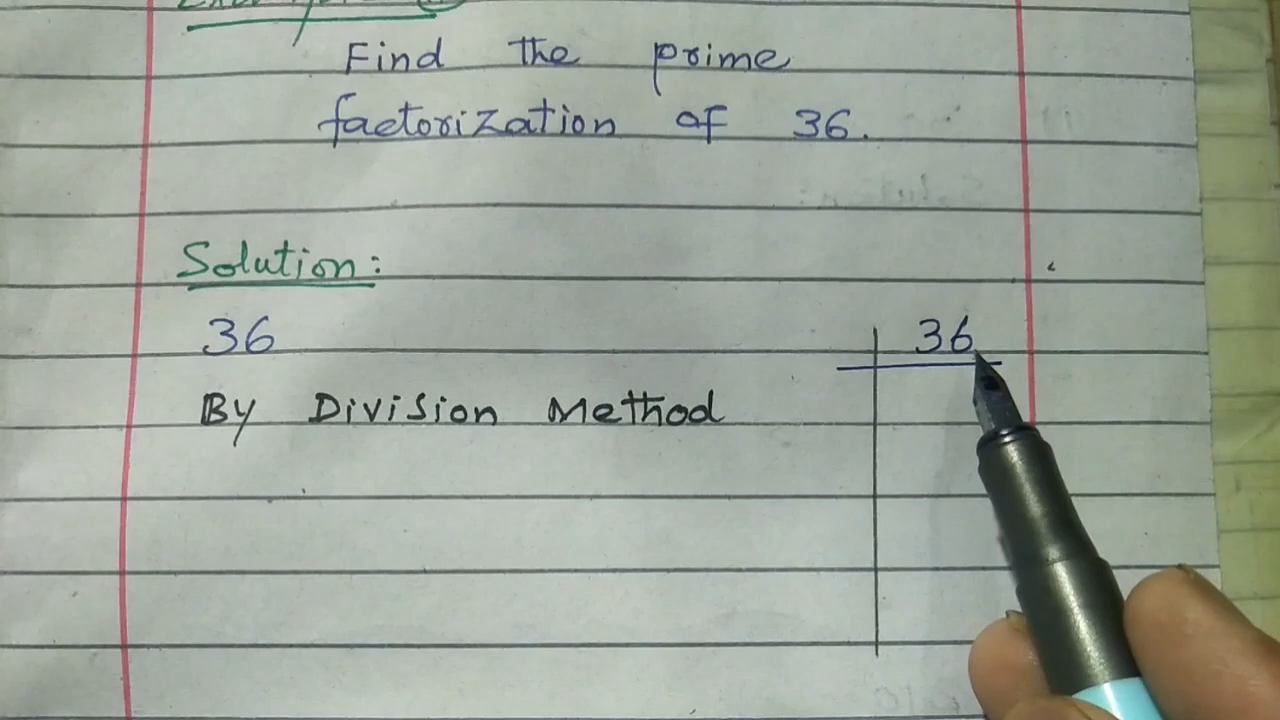 Find the prime
factorization of 36.
Solution:
36
36
By Division Method